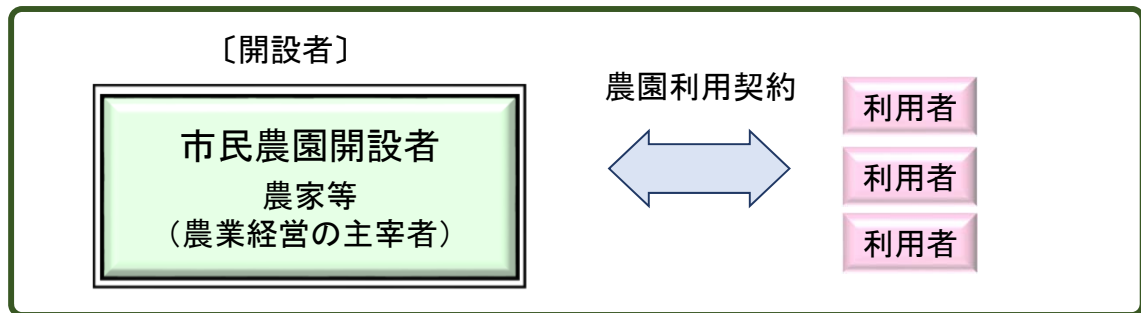 〔開設者〕
市民農園開設者
農家等
（農業経営の主宰者）
農園利用契約
利用者
利用者
利用者